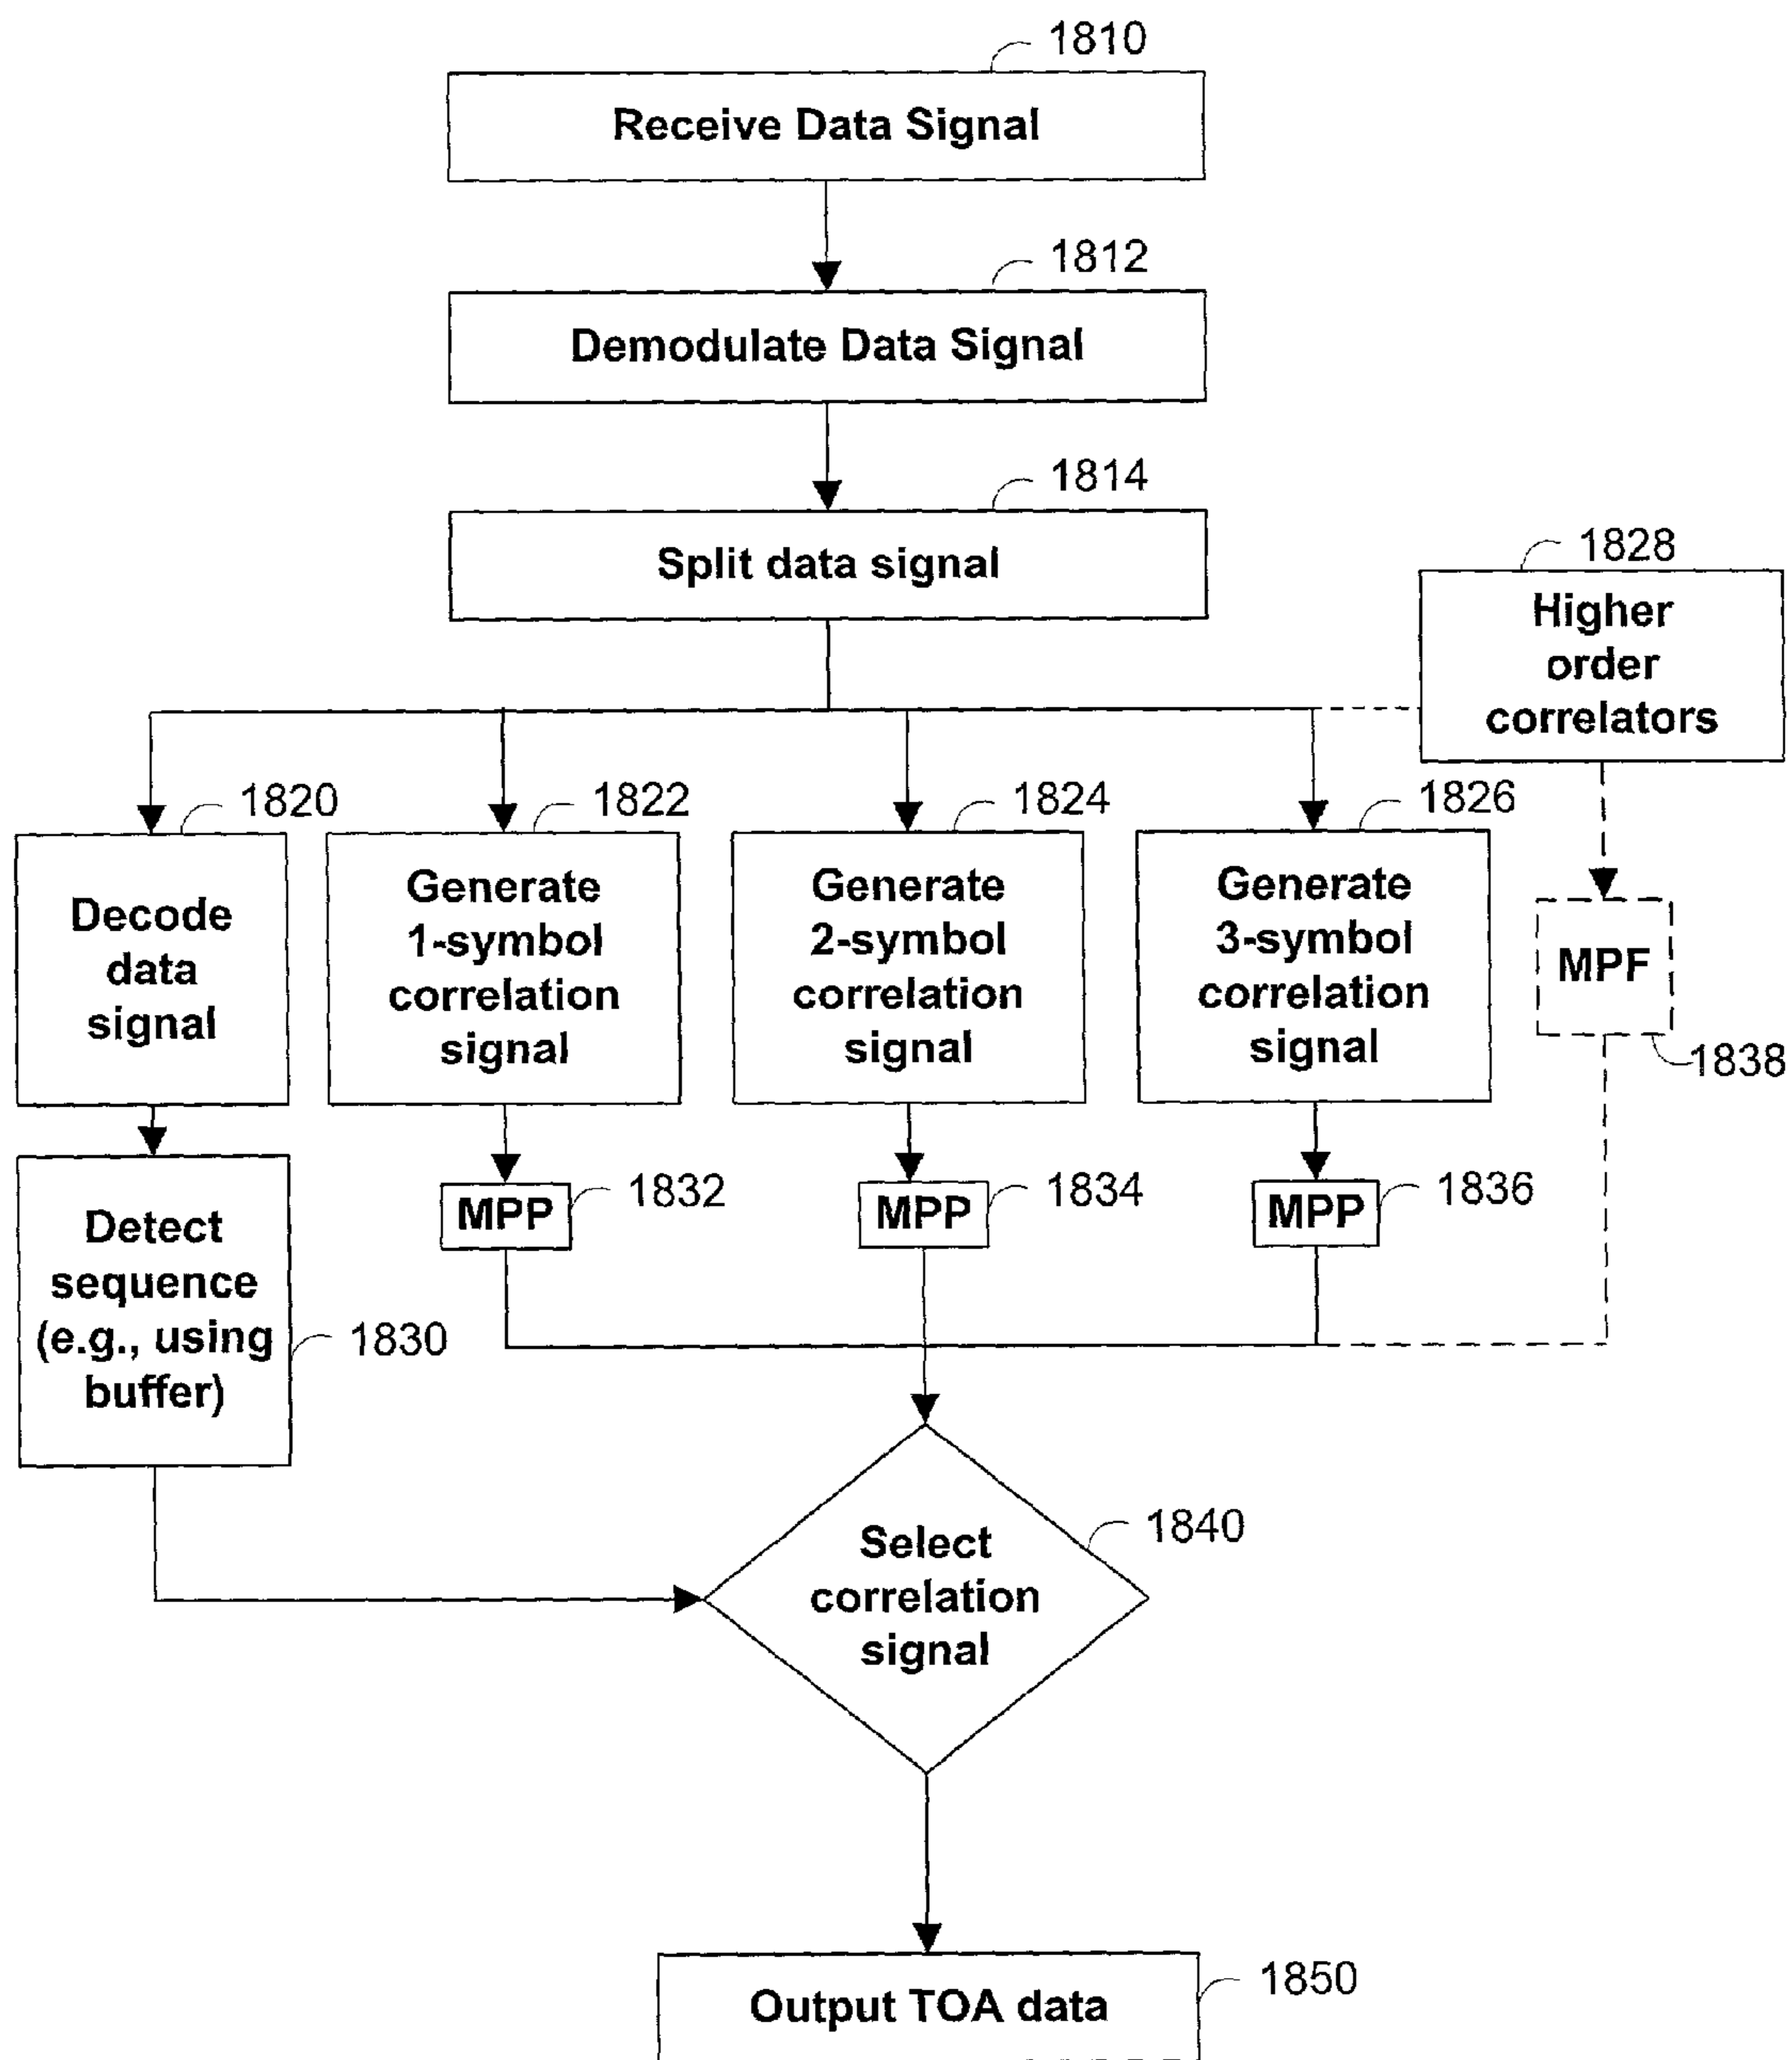 1810
Receive Data Signal
1812
Demodulate Data Signal
1814
Split data signal
1828
Higher
order
correlators
1820
Decode
data
signal
1822
Generate
1-symbol
correlation
signal
1824
Generate
2-symbol
correlation
signal
1826
Generate
3-symbol
correlation
signal
MPF
1838
Detect
sequence
(e.g., using
buffer)
1830
MPP
1832
MPP
1834
MPP
1836
Select
correlation
signal
1840
Output TOA data
1850